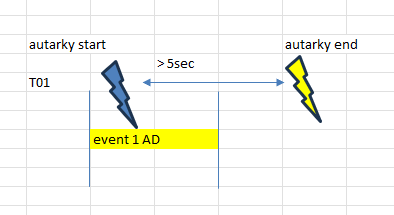 autarky start
autarky end
> 5sec
T01
event 1 AD